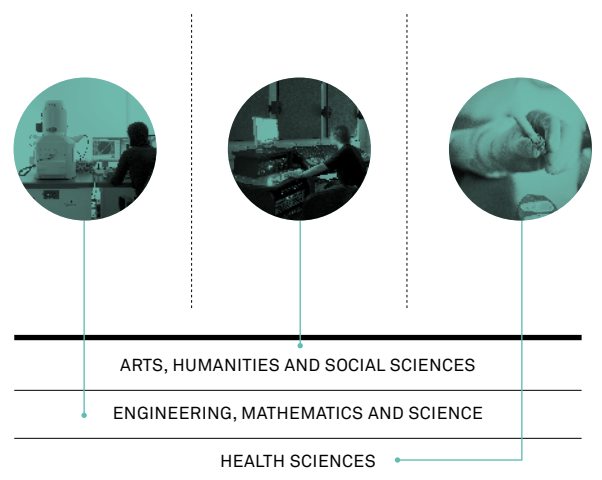 ARTS, HUMANITIES AND SOCIAL SCIENCES
ENGINEERING, MATHEMATICS AND SCIENCE
HEALTH SCIENCES